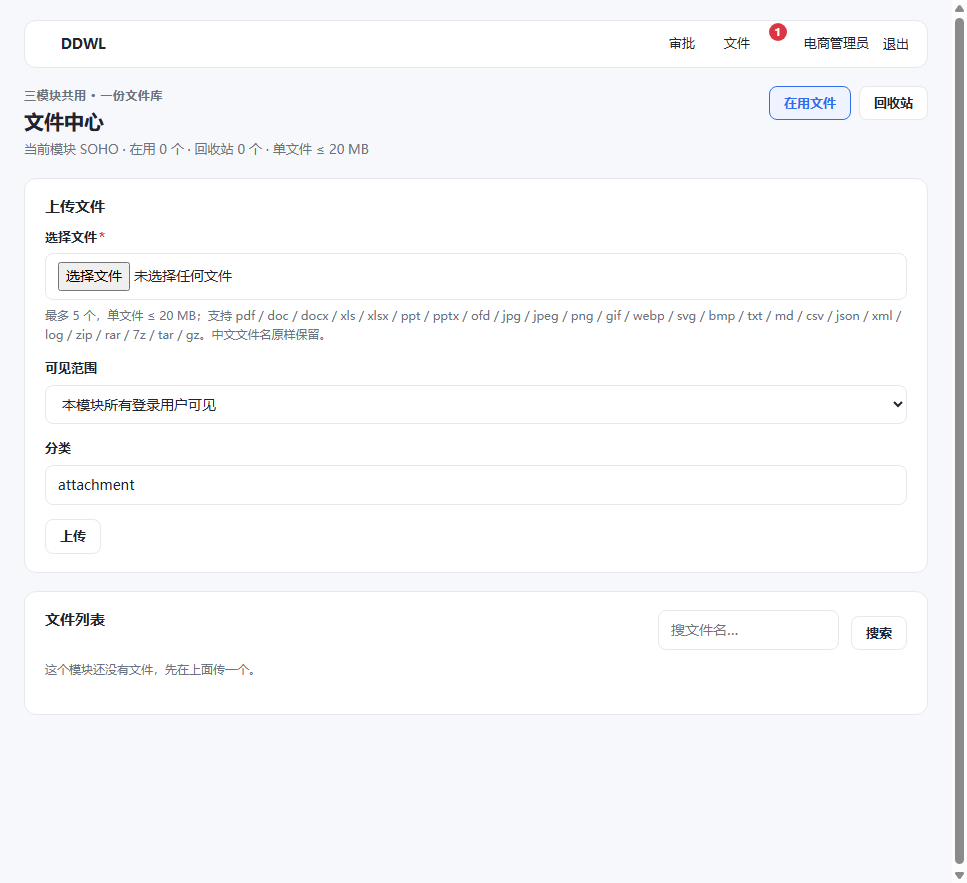 DDWL
审批 文件 1 电商管理员 退出
三模块共用 • 一份文件库
文件中心
当前模块 SOHO · 在用 0 个 · 回收站 0 个 · 单文件 ≤ 20 MB
在用文件 回收站
上传文件
选择文件*
选择文件 未选择任何文件
最多 5 个，单文件 ≤ 20 MB；支持 pdf / doc / docx / xls / xlsx / ppt / pptx / ofd / jpg / jpeg / png / gif / webp / svg / bmp / txt / md / csv / json / xml /
log / zip / rar / 7z / tar / gz。中文文件名原样保留。
可见范围
本模块所有登录用户可见
分类
attachment
上传
文件列表
搜文件名... 搜索
这个模块还没有文件，先在上面传一个。